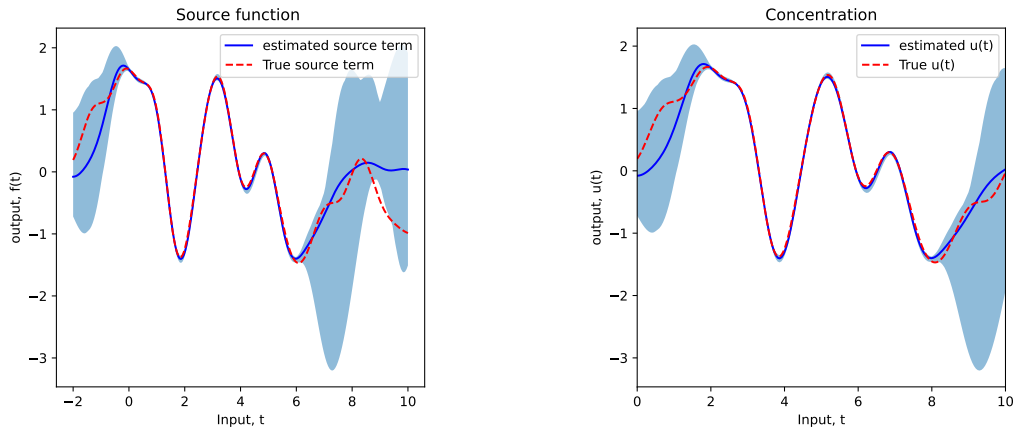 Source function
estimated source term
True source term
output, f(t)
2
1
0
−1
−2
−3
−2 0 2 4 6 8 10
Input, t
Concentration
estimated u(t)
True u(t)
output, u(t)
2
1
0
−1
−2
−3
0 2 4 6 8 10
Input, t